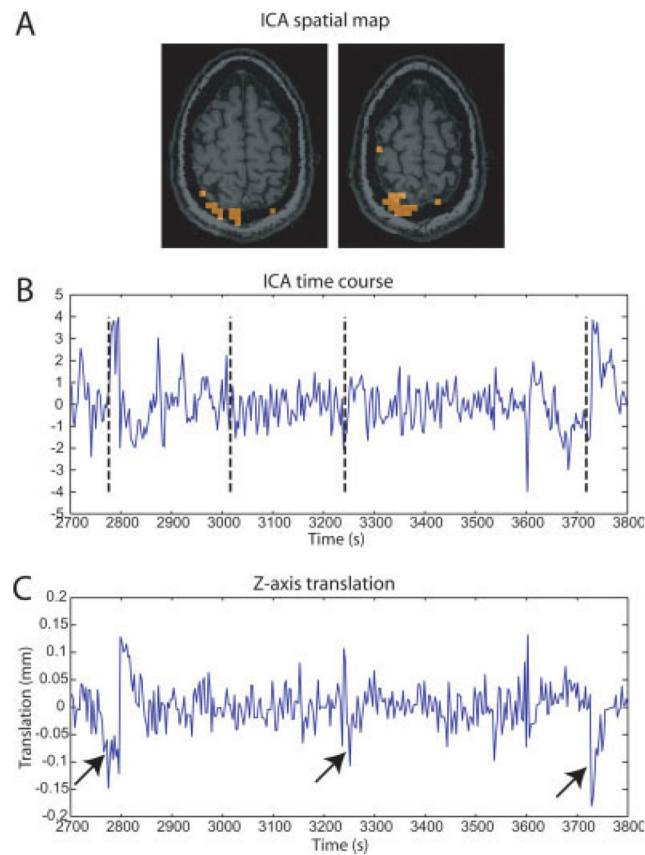 A
ICA spatial map
B
ICA time course
5
4
3
2
1
0
-1
-2
-3
-4
-5
2700 2800 2900 3000 3100 3200 3300 3400 3500 3600 3700 3800
Time (s)
C
Z-axis translation
Translation (mm)
0.2
0.15
0.1
0.05
0
-0.05
-0.1
-0.15
-0.2
2700 2800 2900 3000 3100 3200 3300 3400 3500 3600 3700 3800
Time (s)